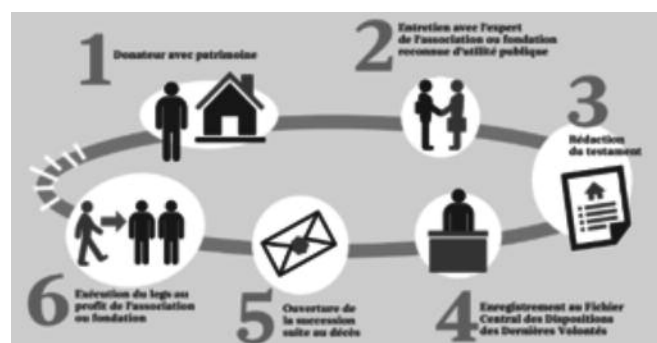 1
Donateur avec patrimoine
2
Entretien avec l'expert
de l'association ou fondation
reconnue d'utilité publique
3
Rédaction
du testament
4
Enregistrement au Fichier
Central des Dispositions
des Dernières Volontés
5
Ouverture de
la succession
suite au décès
6
Exécution du legs au
profit de l'association
ou fondation